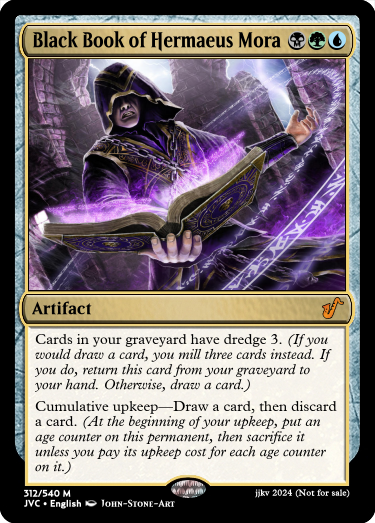 Black Book of Hermaeus Mora
Artifact
Cards in your graveyard have dredge 3. (If you
would draw a card, you mill three cards instead. If
you do, return this card from your graveyard to
your hand. Otherwise, draw a card.)
Cumulative upkeep—Draw a card, then discard
a card. (At the beginning of your upkeep, put an
age counter on this permanent, then sacrifice it
unless you pay its upkeep cost for each age counter
on it.)
312/540 M
JVC • English John-Stone-Art
jjkv 2024 (Not for sale)